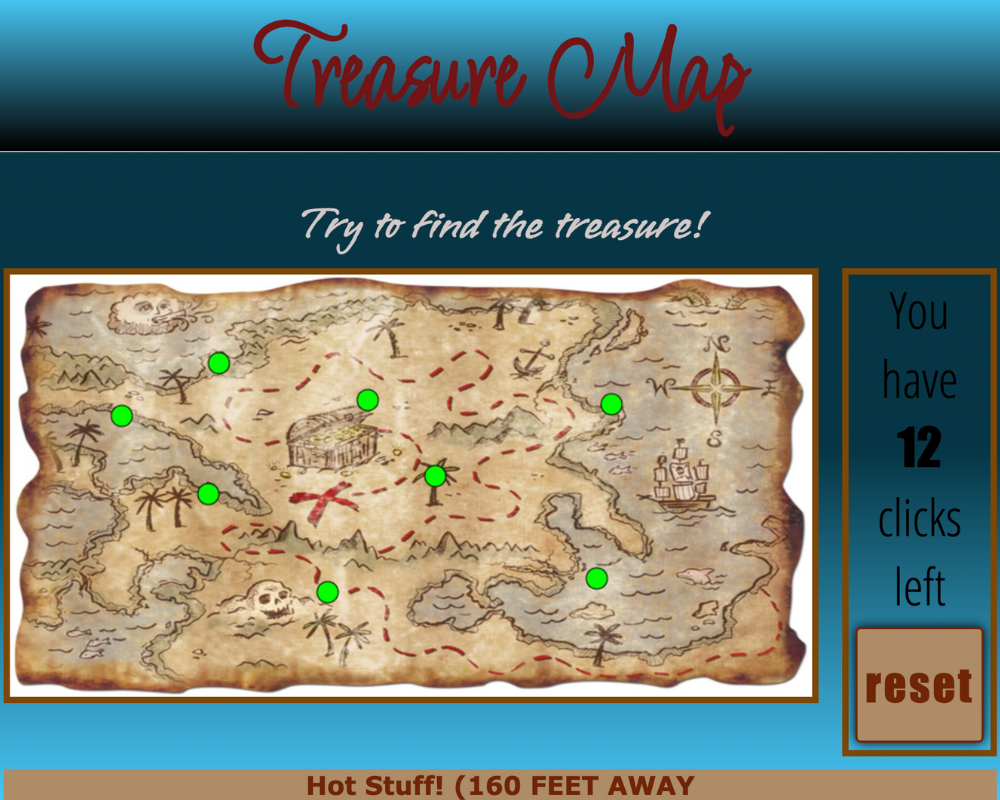 Treasure Map
Try to find the treasure!
N
W
E
S
You
have
12
clicks
left
reset
Hot Stuff! (160 FEET AWAY